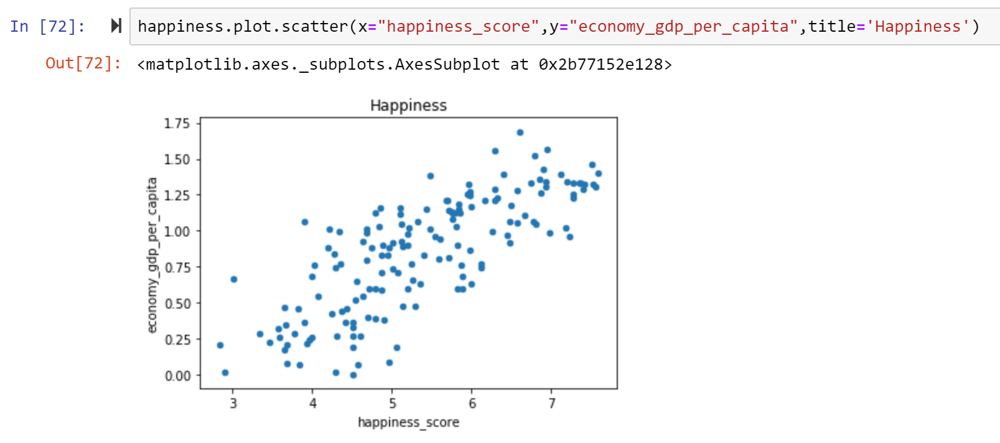 In [72]: happiness.plot.scatter(x="happiness_score",y="economy_gdp_per_capita",title='Happiness')
Out[72]: <matplotlib.axes._subplots.AxesSubplot at 0x2b77152e128>
Happiness
economy_gdp_per_capita
1.75
1.50
1.25
1.00
0.75
0.50
0.25
0.00
3 4 5 6 7
happiness_score